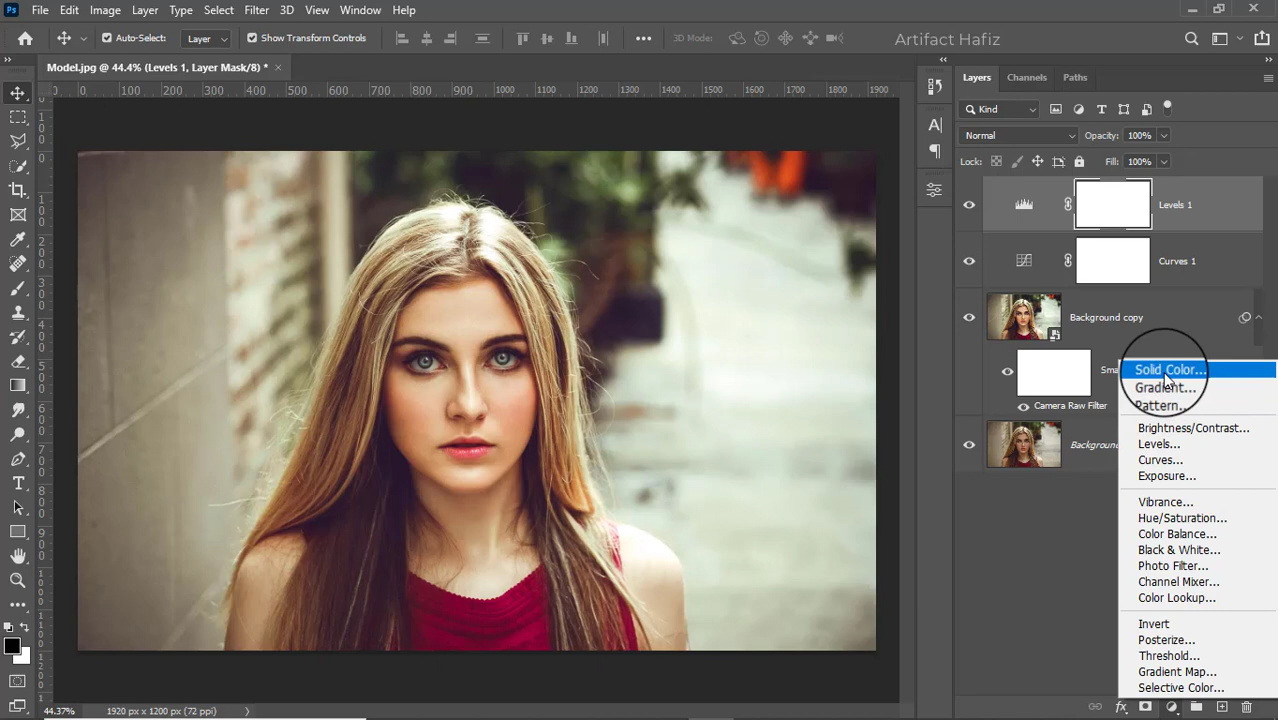 Ps File Edit Image Layer Type Select Filter 3D View Window Help
Auto-Select: Layer Show Transform Controls 3D Mode: Artifact Hafiz
Model.jpg @ 44.4% (Levels 1, Layer Mask/8) *
0 100 200 300 400 500 600 700 800 900 1000 1100 1200 1300 1400 1500 1600 1700 1800 1900
Layers Channels Paths
Kind
Normal Opacity: 100%
Lock: Fill: 100%
Levels 1
Curves 1
Background copy
Camera Raw Filter
Background
Solid Color...
Gradient...
Pattern...
Brightness/Contrast...
Levels...
Curves...
Exposure...
Vibrance...
Hue/Saturation...
Color Balance...
Black & White...
Photo Filter...
Channel Mixer...
Color Lookup...
Invert
Posterize...
Threshold...
Gradient Map...
Selective Color...
44.37% 1920 px x 1200 px (72 ppi)